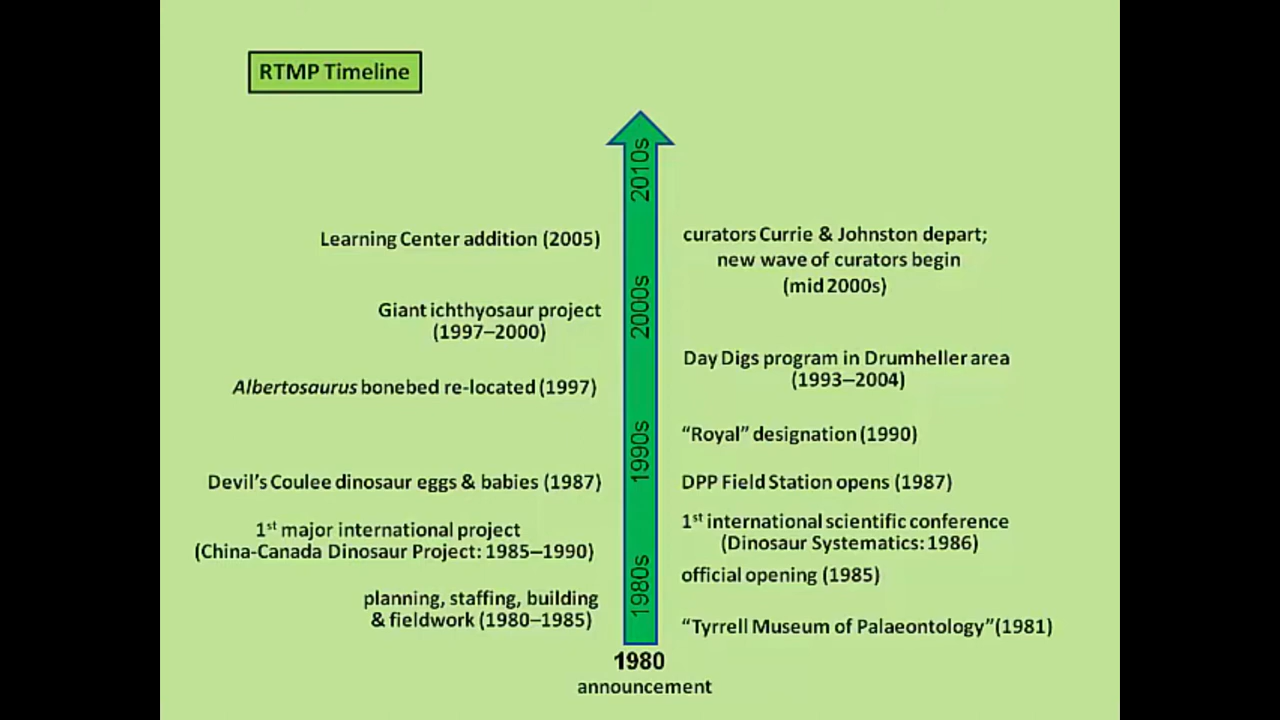 RTMP Timeline
2010s
Learning Center addition (2005)
curators Currie & Johnston depart;
new wave of curators begin
(mid 2000s)
2000s
Giant ichthyosaur project
(1997–2000)
Day Digs program in Drumheller area
(1993–2004)
Albertosaurus bonebed re-located (1997)
"Royal" designation (1990)
1990s
Devil's Coulee dinosaur eggs & babies (1987)
DPP Field Station opens (1987)
1st major international project
(China-Canada Dinosaur Project: 1985–1990)
1st international scientific conference
(Dinosaur Systematics: 1986)
official opening (1985)
1980s
planning, staffing, building
& fieldwork (1980–1985)
"Tyrrell Museum of Palaeontology" (1981)
1980
announcement